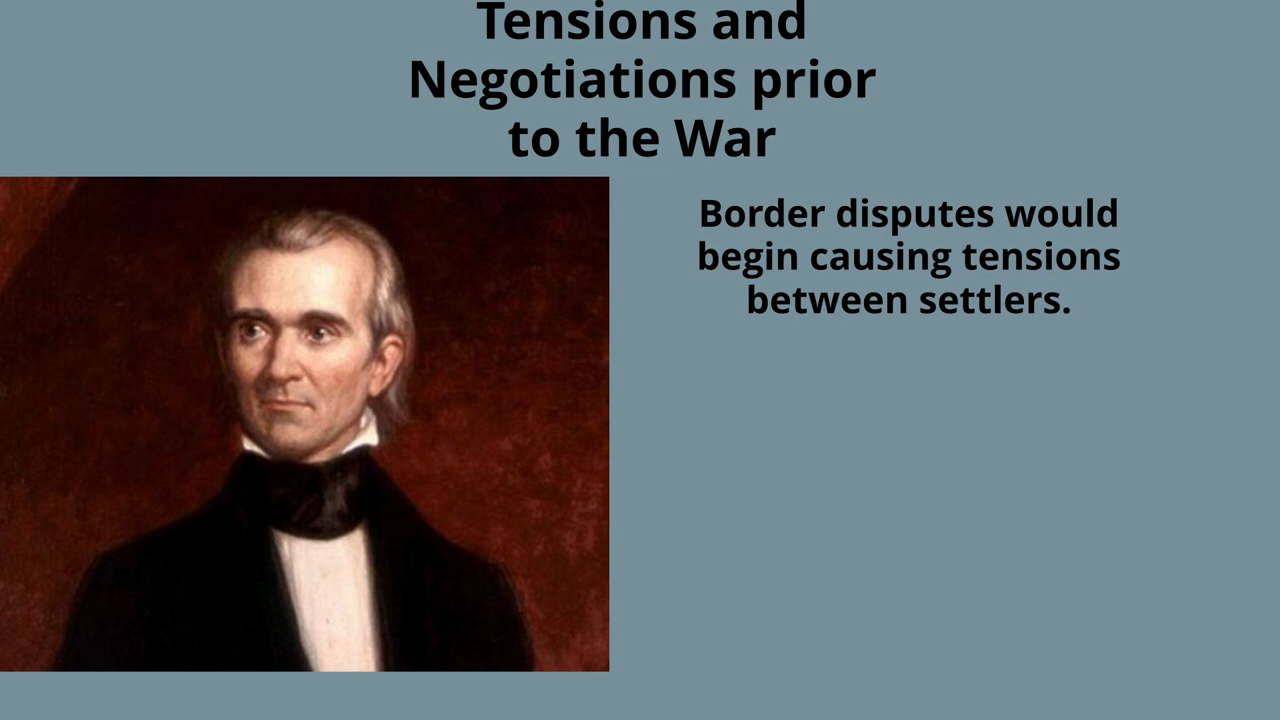 Tensions and
Negotiations prior
to the War
Border disputes would
begin causing tensions
between settlers.